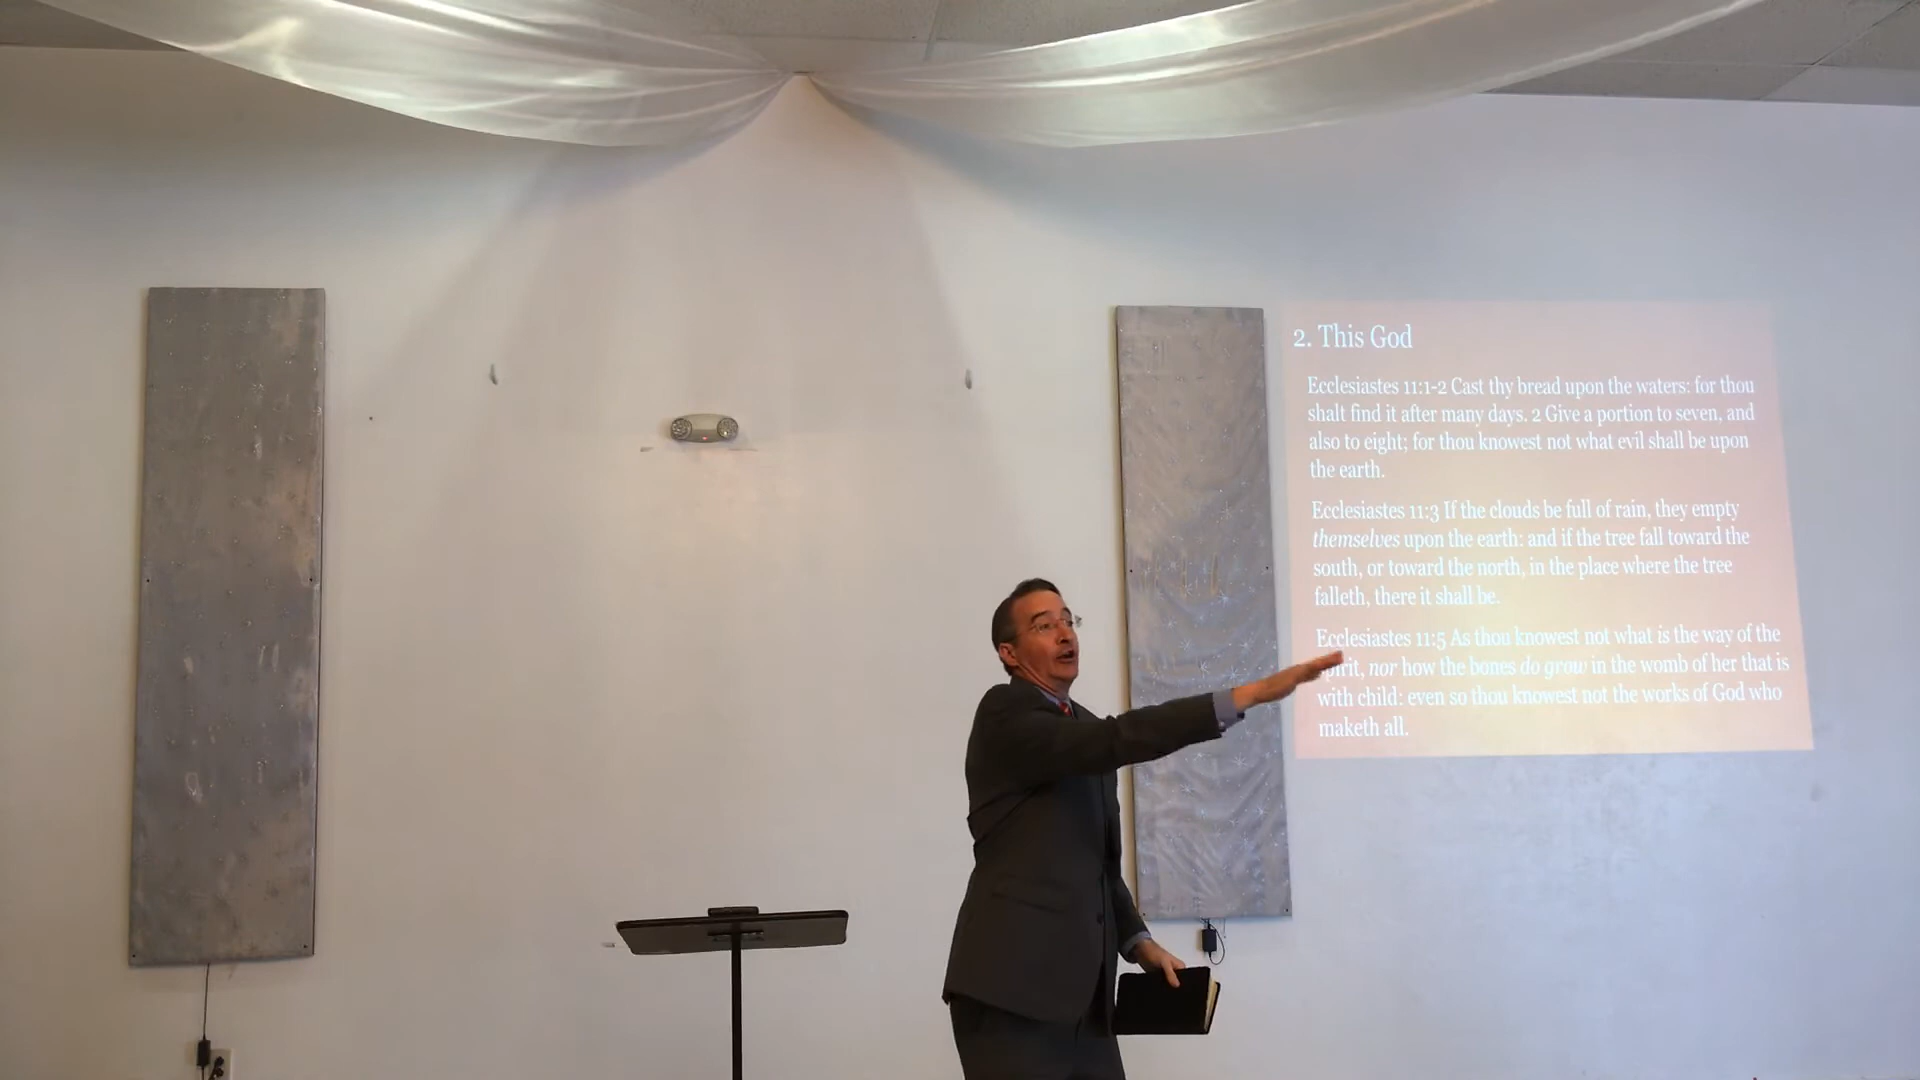 2. This God
Ecclesiastes 11:1-2 Cast thy bread upon the waters: for thou
shalt find it after many days. 2 Give a portion to seven, and
also to eight; for thou knowest not what evil shall be upon
the earth.
Ecclesiastes 11:3 If the clouds be full of rain, they empty
themselves upon the earth: and if the tree fall toward the
south, or toward the north, in the place where the tree
falleth, there it shall be.
Ecclesiastes 11:5 As thou knowest not what is the way of the
spirit, nor how the bones do grow in the womb of her that is
with child: even so thou knowest not the works of God who
maketh all.